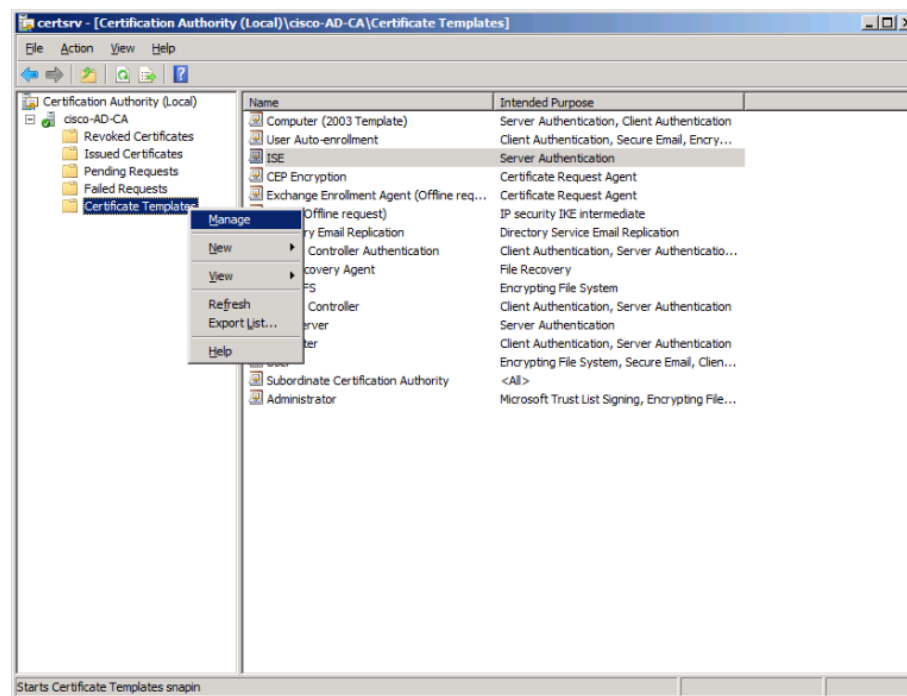 certsrv - [Certification Authority (Local)\cisco-AD-CA\Certificate Templates]
File Action View Help
Certification Authority (Local)
cisco-AD-CA
Revoked Certificates
Issued Certificates
Pending Requests
Failed Requests
Certificate Templates
Manage
New
View
Refresh
Export List...
Help
Name Intended Purpose
Computer (2003 Template) Server Authentication, Client Authentication
User Auto-enrollment Client Authentication, Secure Email, Encry...
ISE Server Authentication
CEP Encryption Certificate Request Agent
Exchange Enrollment Agent (Offline req... Certificate Request Agent
Offline request) IP security IKE intermediate
ry Email Replication Directory Service Email Replication
Controller Authentication Client Authentication, Server Authenticatio...
covery Agent File Recovery
FS Encrypting File System
Controller Client Authentication, Server Authentication
erver Server Authentication
ter Client Authentication, Server Authentication
Encrypting File System, Secure Email, Clien...
Subordinate Certification Authority <All>
Administrator Microsoft Trust List Signing, Encrypting File...
Starts Certificate Templates snapin